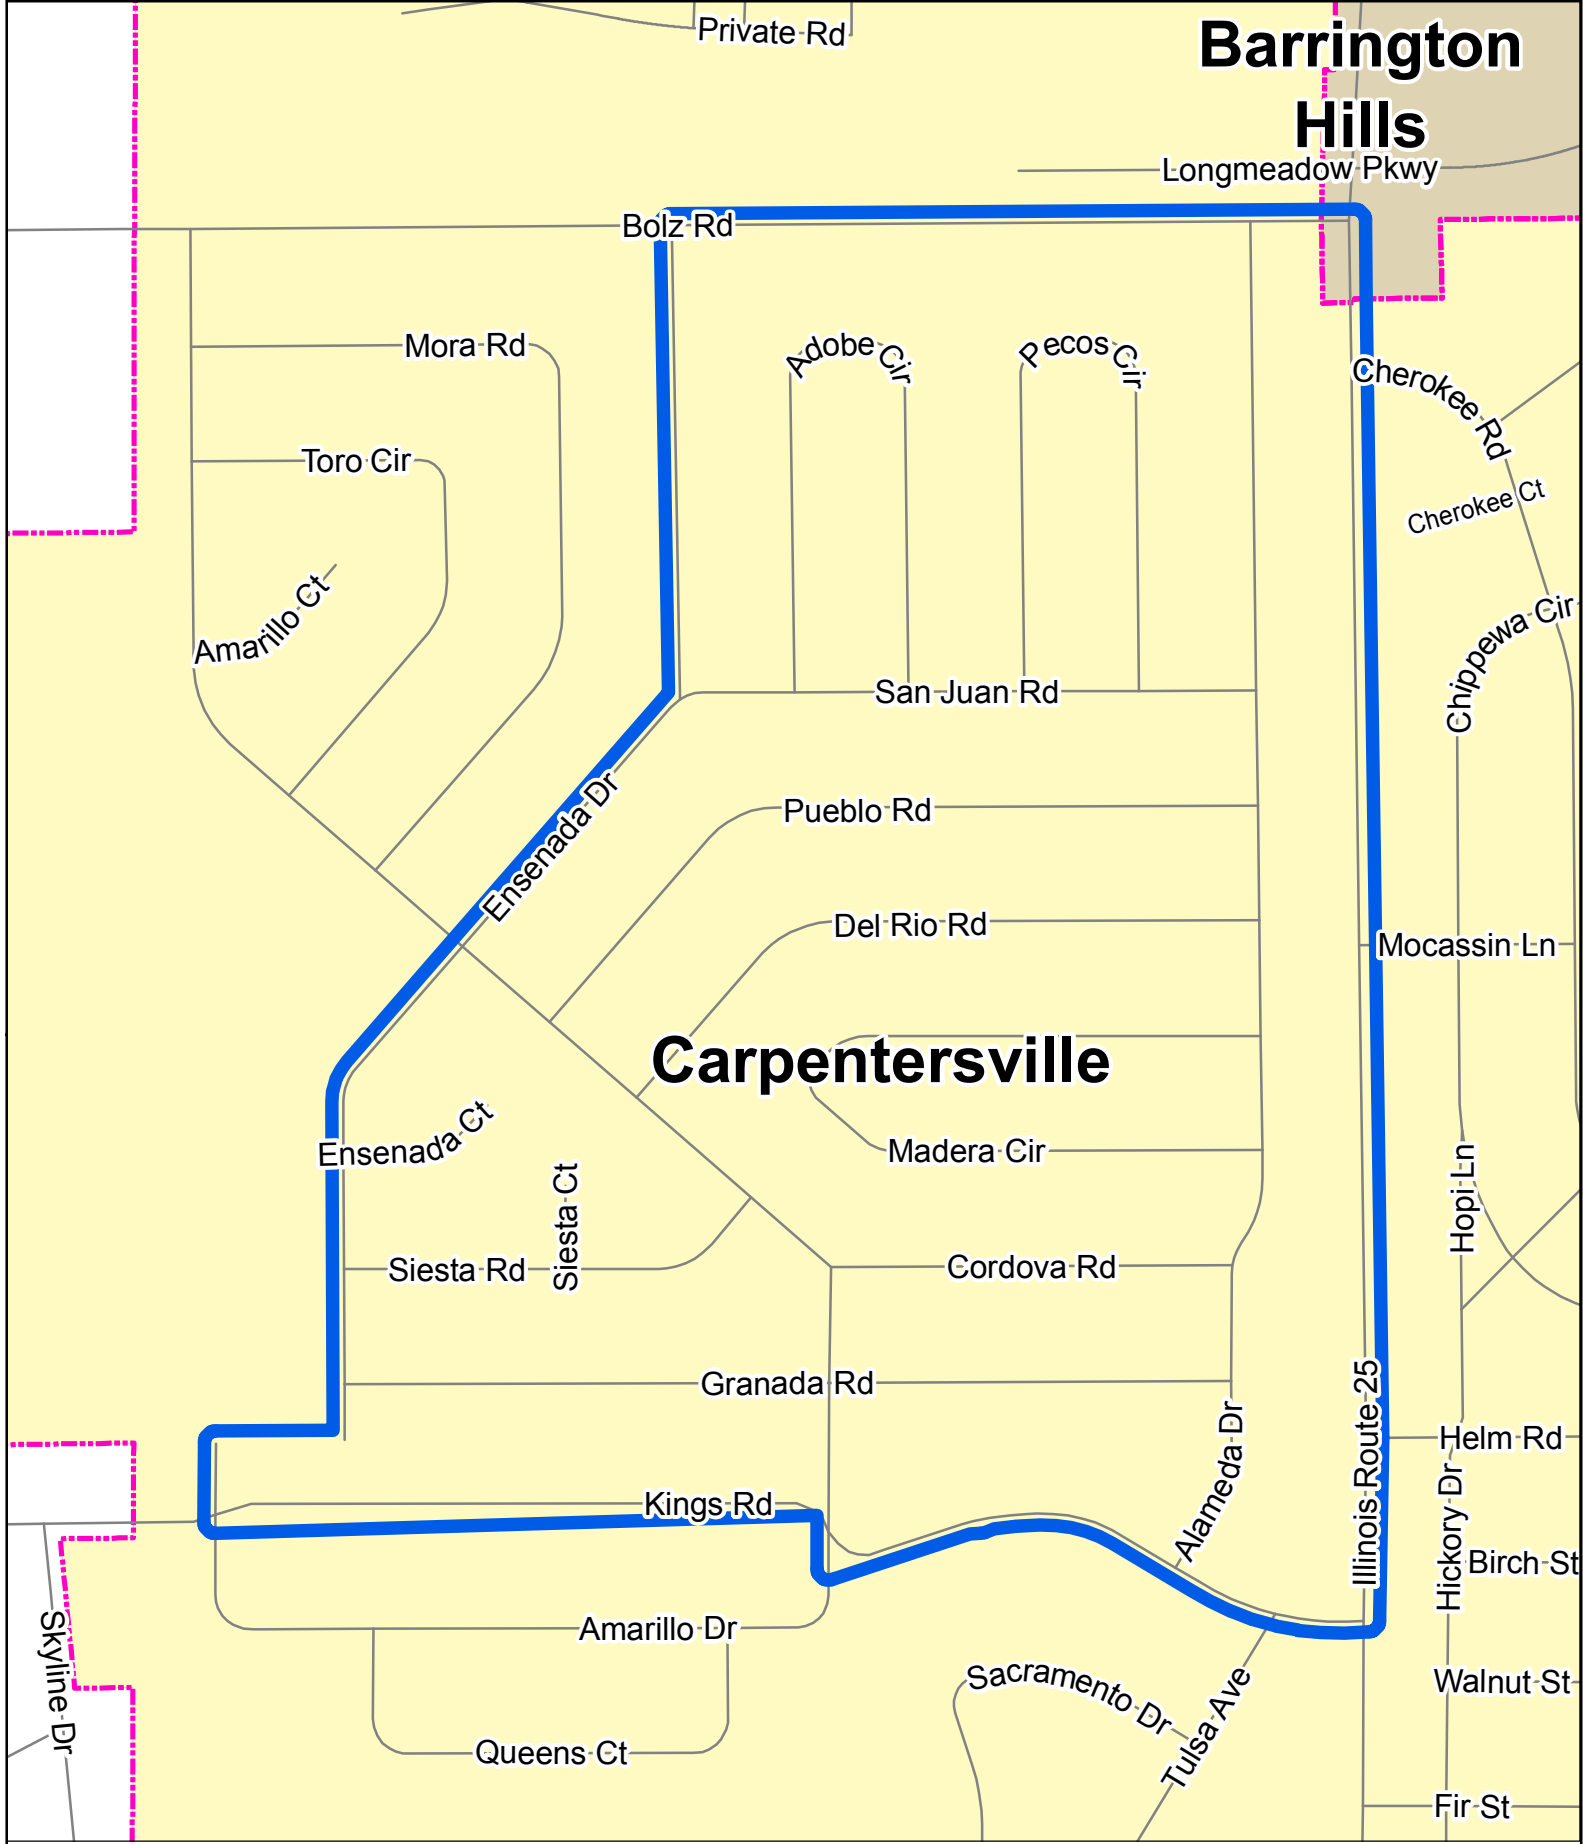 Private Rd
Barrington
Hills
Longmeadow Pkwy
Bolz Rd
Mora Rd
Adobe Cir
Pecos Cir
Cherokee Rd
Toro Cir
Cherokee Ct
Amarillo Ct
Chippewa Cir
San Juan Rd
Ensenada Dr
Pueblo Rd
Del Rio Rd
Mocassin Ln
Carpentersville
Ensenada Ct
Madera Cir
Siesta Ct
Hopi Ln
Siesta Rd
Cordova Rd
Granada Rd
Illinois Route 25
Alameda Dr
Helm Rd
Kings Rd
Hickory Dr
Birch St
Amarillo Dr
Skyline Dr
Sacramento Dr
Tulsa Ave
Walnut St
Queens Ct
Fir St